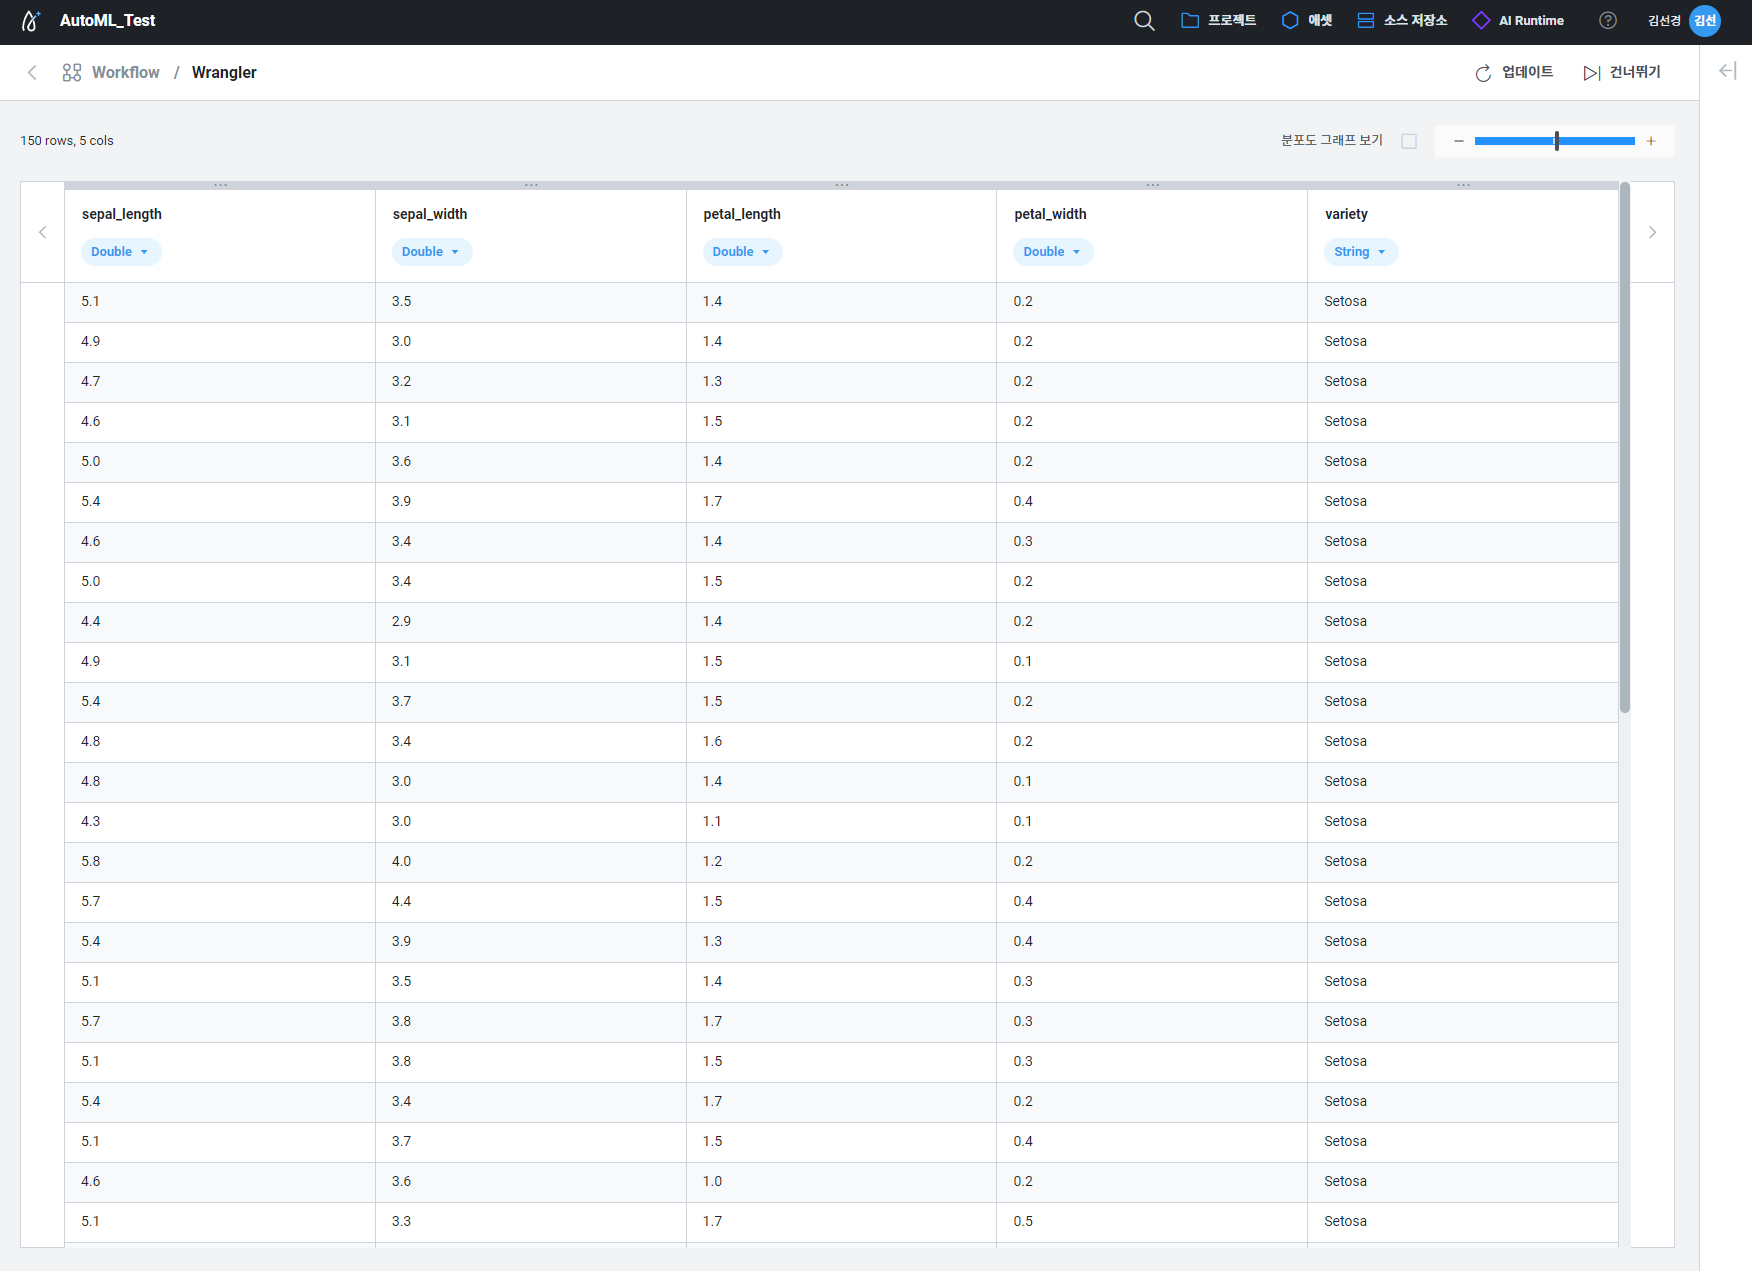 AutoML_Test 프로젝트 애셋 소스 저장소 AI Runtime 김선경 김선
Workflow / Wrangler 업데이트 건너뛰기
150 rows, 5 cols 분포도 그래프 보기
sepal_length sepal_width petal_length petal_width variety
Double Double Double Double String
5.1 3.5 1.4 0.2 Setosa
4.9 3.0 1.4 0.2 Setosa
4.7 3.2 1.3 0.2 Setosa
4.6 3.1 1.5 0.2 Setosa
5.0 3.6 1.4 0.2 Setosa
5.4 3.9 1.7 0.4 Setosa
4.6 3.4 1.4 0.3 Setosa
5.0 3.4 1.5 0.2 Setosa
4.4 2.9 1.4 0.2 Setosa
4.9 3.1 1.5 0.1 Setosa
5.4 3.7 1.5 0.2 Setosa
4.8 3.4 1.6 0.2 Setosa
4.8 3.0 1.4 0.1 Setosa
4.3 3.0 1.1 0.1 Setosa
5.8 4.0 1.2 0.2 Setosa
5.7 4.4 1.5 0.4 Setosa
5.4 3.9 1.3 0.4 Setosa
5.1 3.5 1.4 0.3 Setosa
5.7 3.8 1.7 0.3 Setosa
5.1 3.8 1.5 0.3 Setosa
5.4 3.4 1.7 0.2 Setosa
5.1 3.7 1.5 0.4 Setosa
4.6 3.6 1.0 0.2 Setosa
5.1 3.3 1.7 0.5 Setosa